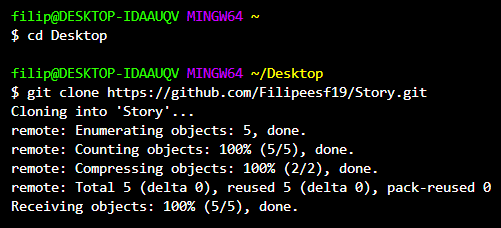 filip@DESKTOP-IDAAUQV MINGW64 ~
$ cd Desktop
filip@DESKTOP-IDAAUQV MINGW64 ~/Desktop
$ git clone https://github.com/Filipeesf19/Story.git
Cloning into 'Story'...
remote: Enumerating objects: 5, done.
remote: Counting objects: 100% (5/5), done.
remote: Compressing objects: 100% (2/2), done.
remote: Total 5 (delta 0), reused 5 (delta 0), pack-reused 0
Receiving objects: 100% (5/5), done.